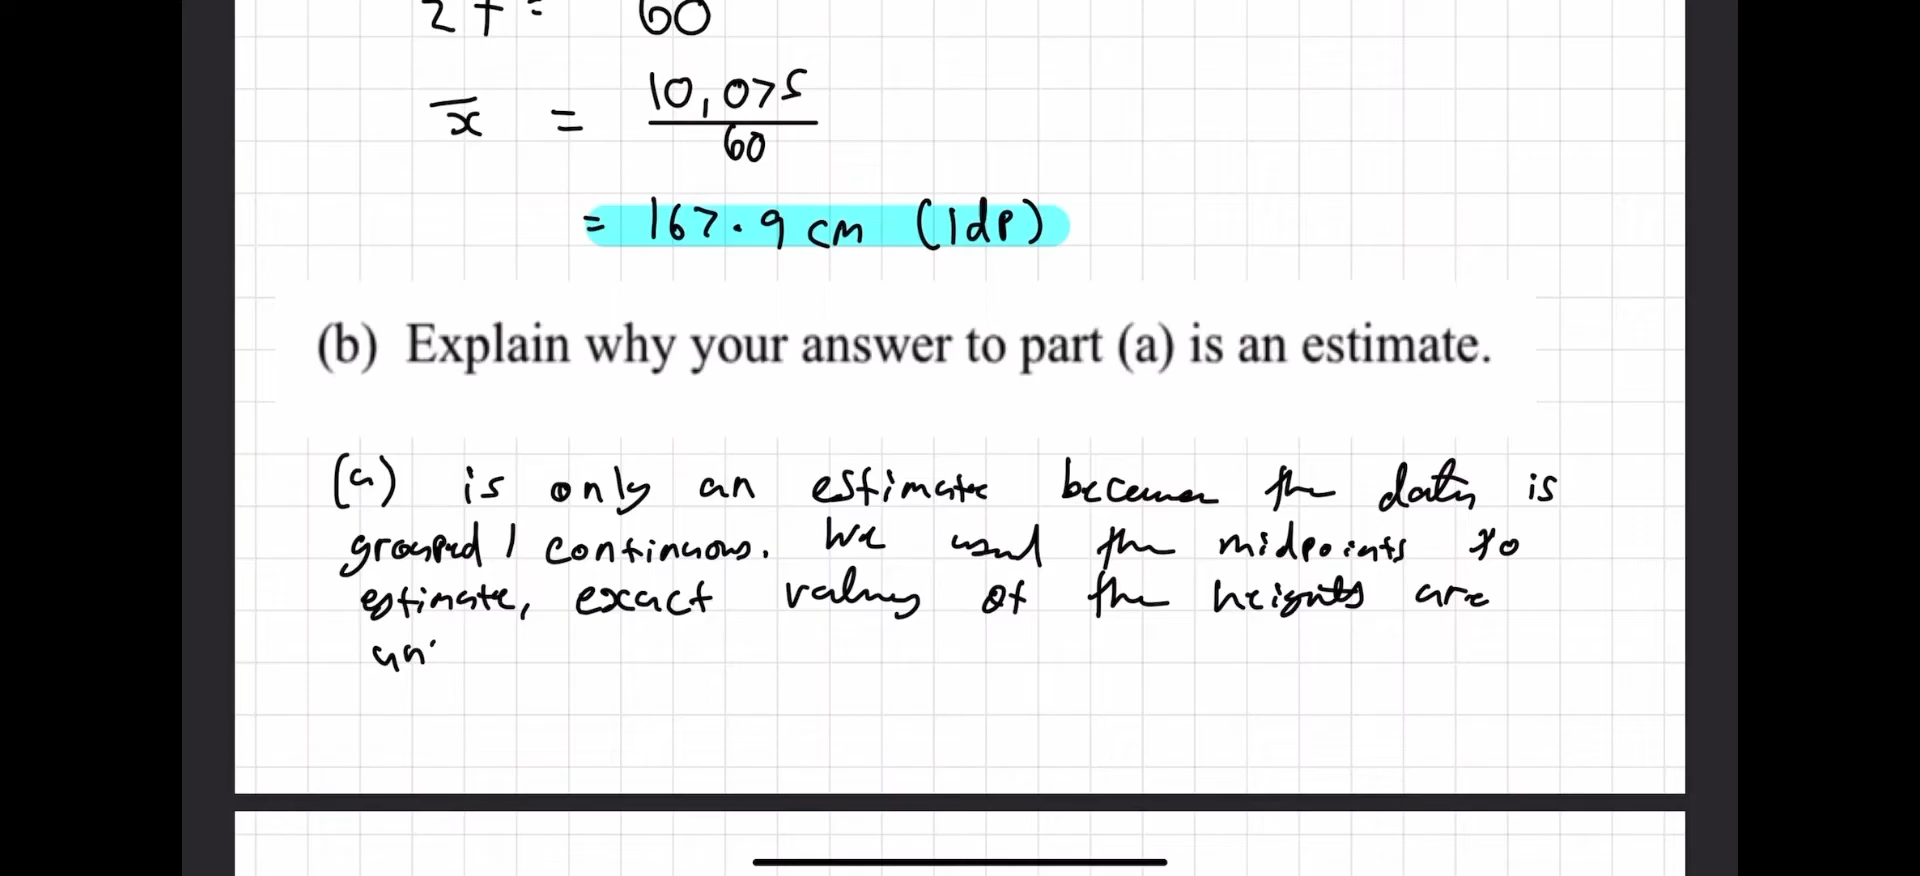 Σf = 60
x̄ = 10,075
60
= 167.9 cm (1dp)
(b) Explain why your answer to part (a) is an estimate.
(a) is only an estimate because the data is
grouped / continuous. We used the midpoints to
estimate, exact values of the heights are
un